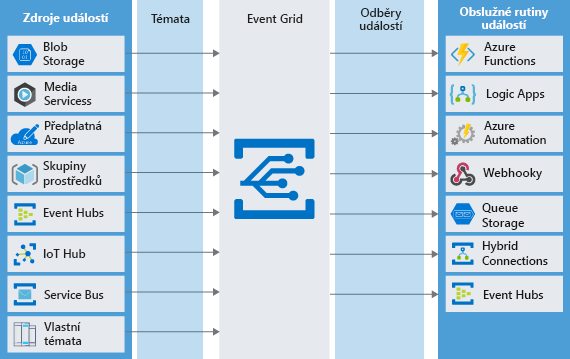 Zdroje událostí
Témata
Event Grid
Odběry
událostí
Obslužné rutiny
událostí
Blob
Storage
Media
Servicess
Předplatná
Azure
Skupiny
prostředků
Event Hubs
IoT Hub
Service Bus
Vlastní
témata
Azure
Functions
Logic Apps
Azure
Automation
Webhooky
Queue
Storage
Hybrid
Connections
Event Hubs